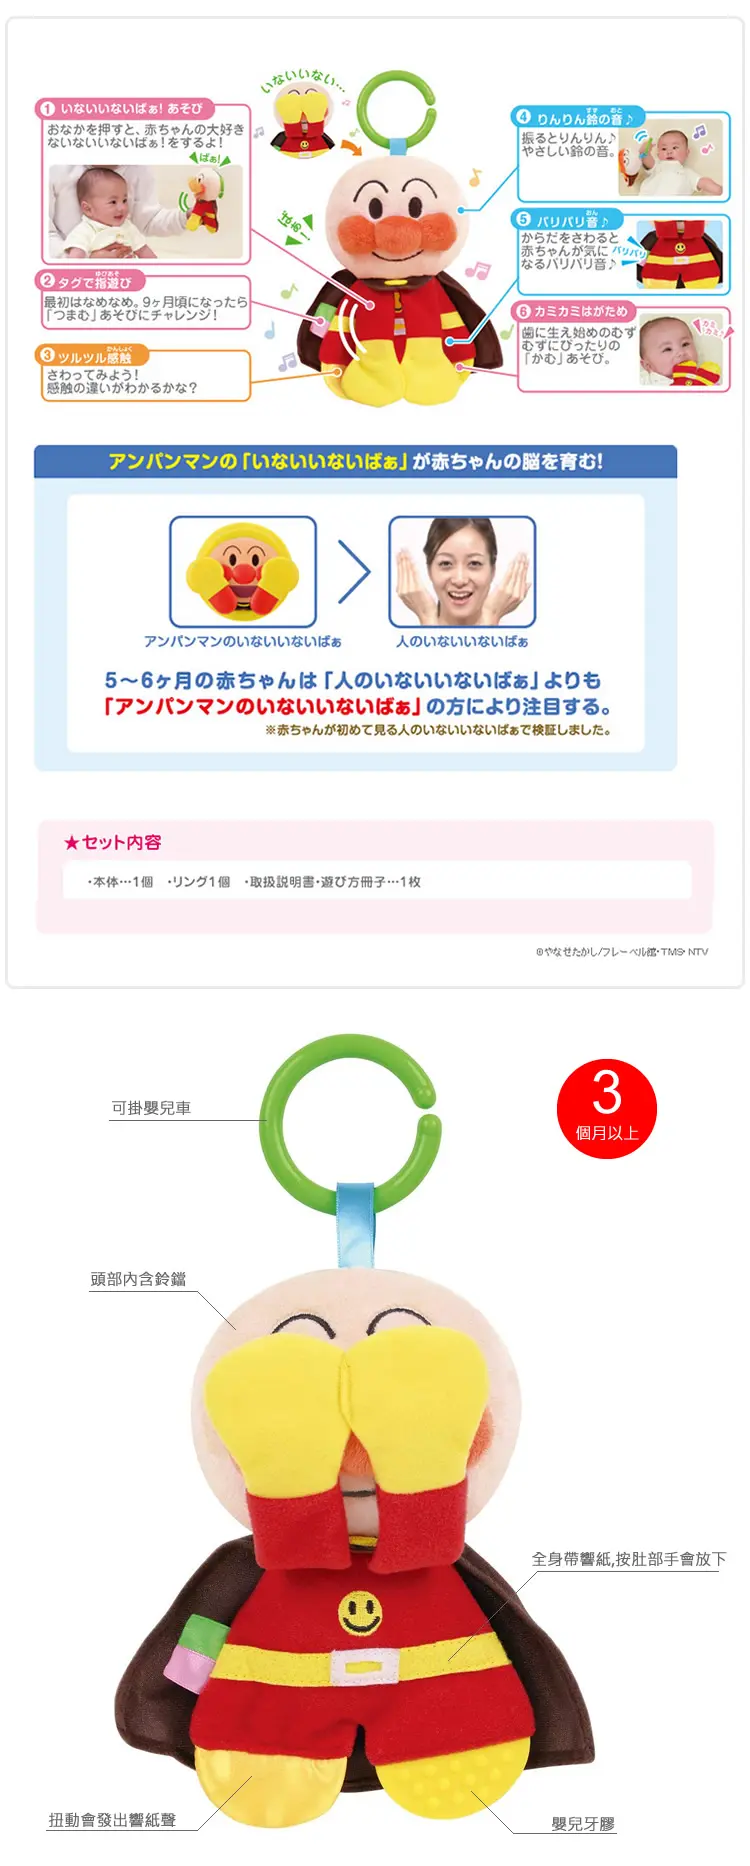 いないいない…
① いないいないばぁ! あそび
おなかを押すと、赤ちゃんの大好き
ないないいないばぁ!をするよ!
ばぁ!
ばぁ!!
② タグで指遊び
ゆびあそ
最初はなめなめ。9ヶ月頃になったら
「つまむ」あそびにチャレンジ!
③ ツルツル感触
かんしょく
さわってみよう!
感触の違いがわかるかな?
④ りんりん鈴の音♪
すず おと
振るとりんりん♪
やさしい鈴の音。
⑤ パリパリ音♪
おん
からだをさわると
赤ちゃんが気に
なるパリパリ音♪
パリパリ
⑥ カミカミはがため
歯に生え始めのむず
むずにぴったりの
「かむ」あそび。
カミカミ♪
アンパンマンの「いないいないばぁ」が赤ちゃんの脳を育む!
アンパンマンのいないいないばぁ
人のいないいないばぁ
5〜6ヶ月の赤ちゃんは「人のいないいないばぁ」よりも
「アンパンマンのいないいないばぁ」の方により注目する。
※赤ちゃんが初めて見る人のいないいないばぁで検証しました。
★セット内容
・本体…1個 ・リング1個 ・取扱説明書・遊び方冊子…1枚
©やなせたかし/フレーベル館・TMS・NTV
可掛嬰兒車
3
個月以上
頭部內含鈴鐺
全身帶響紙,按肚部手會放下
扭動會發出響紙聲
嬰兒牙膠